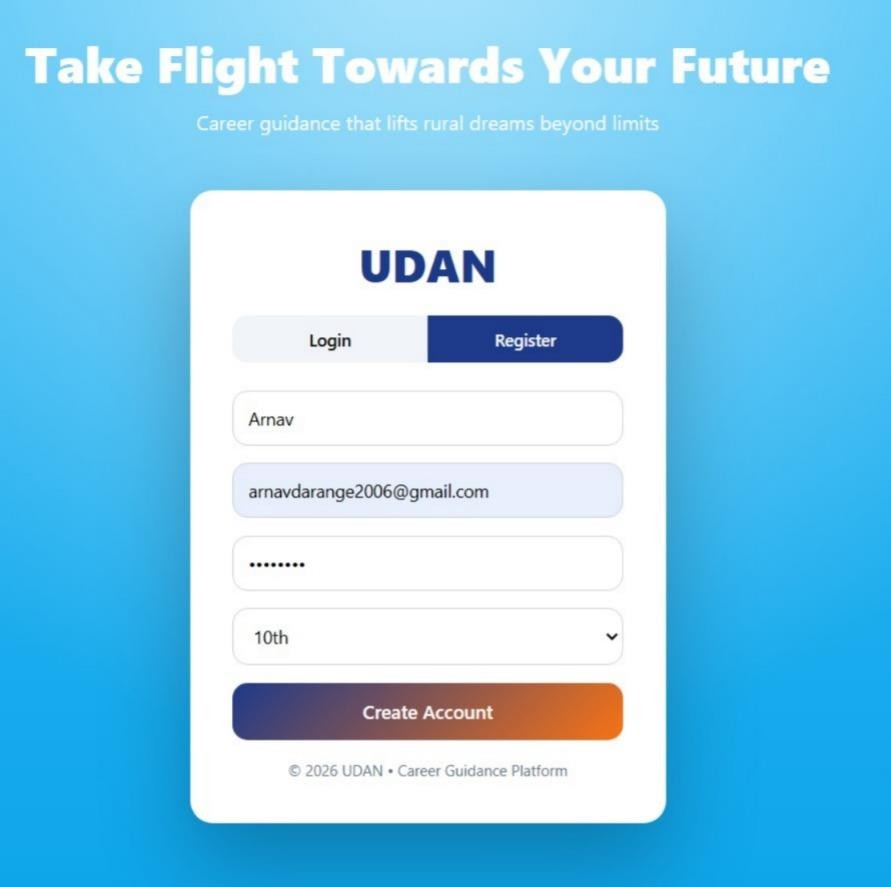 Take Flight Towards Your Future
Career guidance that lifts rural dreams beyond limits
UDAN
Login Register
Arnav
arnavdarange2006@gmail.com
••••••••
10th
Create Account
© 2026 UDAN • Career Guidance Platform